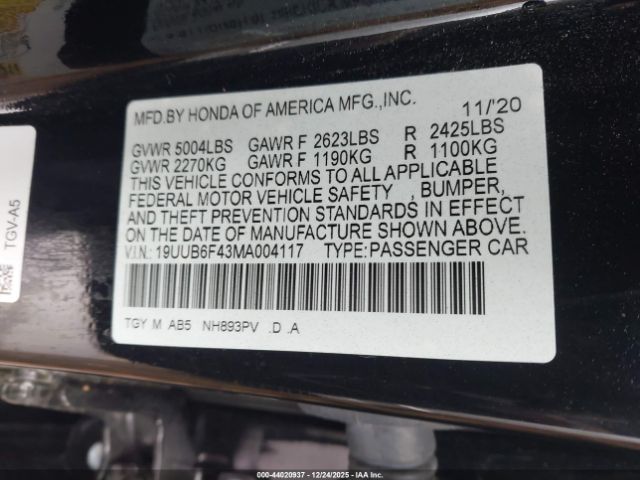 MFD.BY HONDA OF AMERICA MFG.,INC. 11/'20
GVWR 5004LBS GAWR F 2623LBS R 2425LBS
GVWR 2270KG GAWR F 1190KG R 1100KG
THIS VEHICLE CONFORMS TO ALL APPLICABLE
FEDERAL MOTOR VEHICLE SAFETY , BUMPER,
AND THEFT PREVENTION STANDARDS IN EFFECT
ON THE DATE OF MANUFACTURE SHOWN ABOVE.
V.I.N.: 19UUB6F43MA004117 TYPE:PASSENGER CAR
TGY M AB5 NH893PV .D .A
TGV-A5
000-44020937 - 12/24/2025 - IAA Inc.